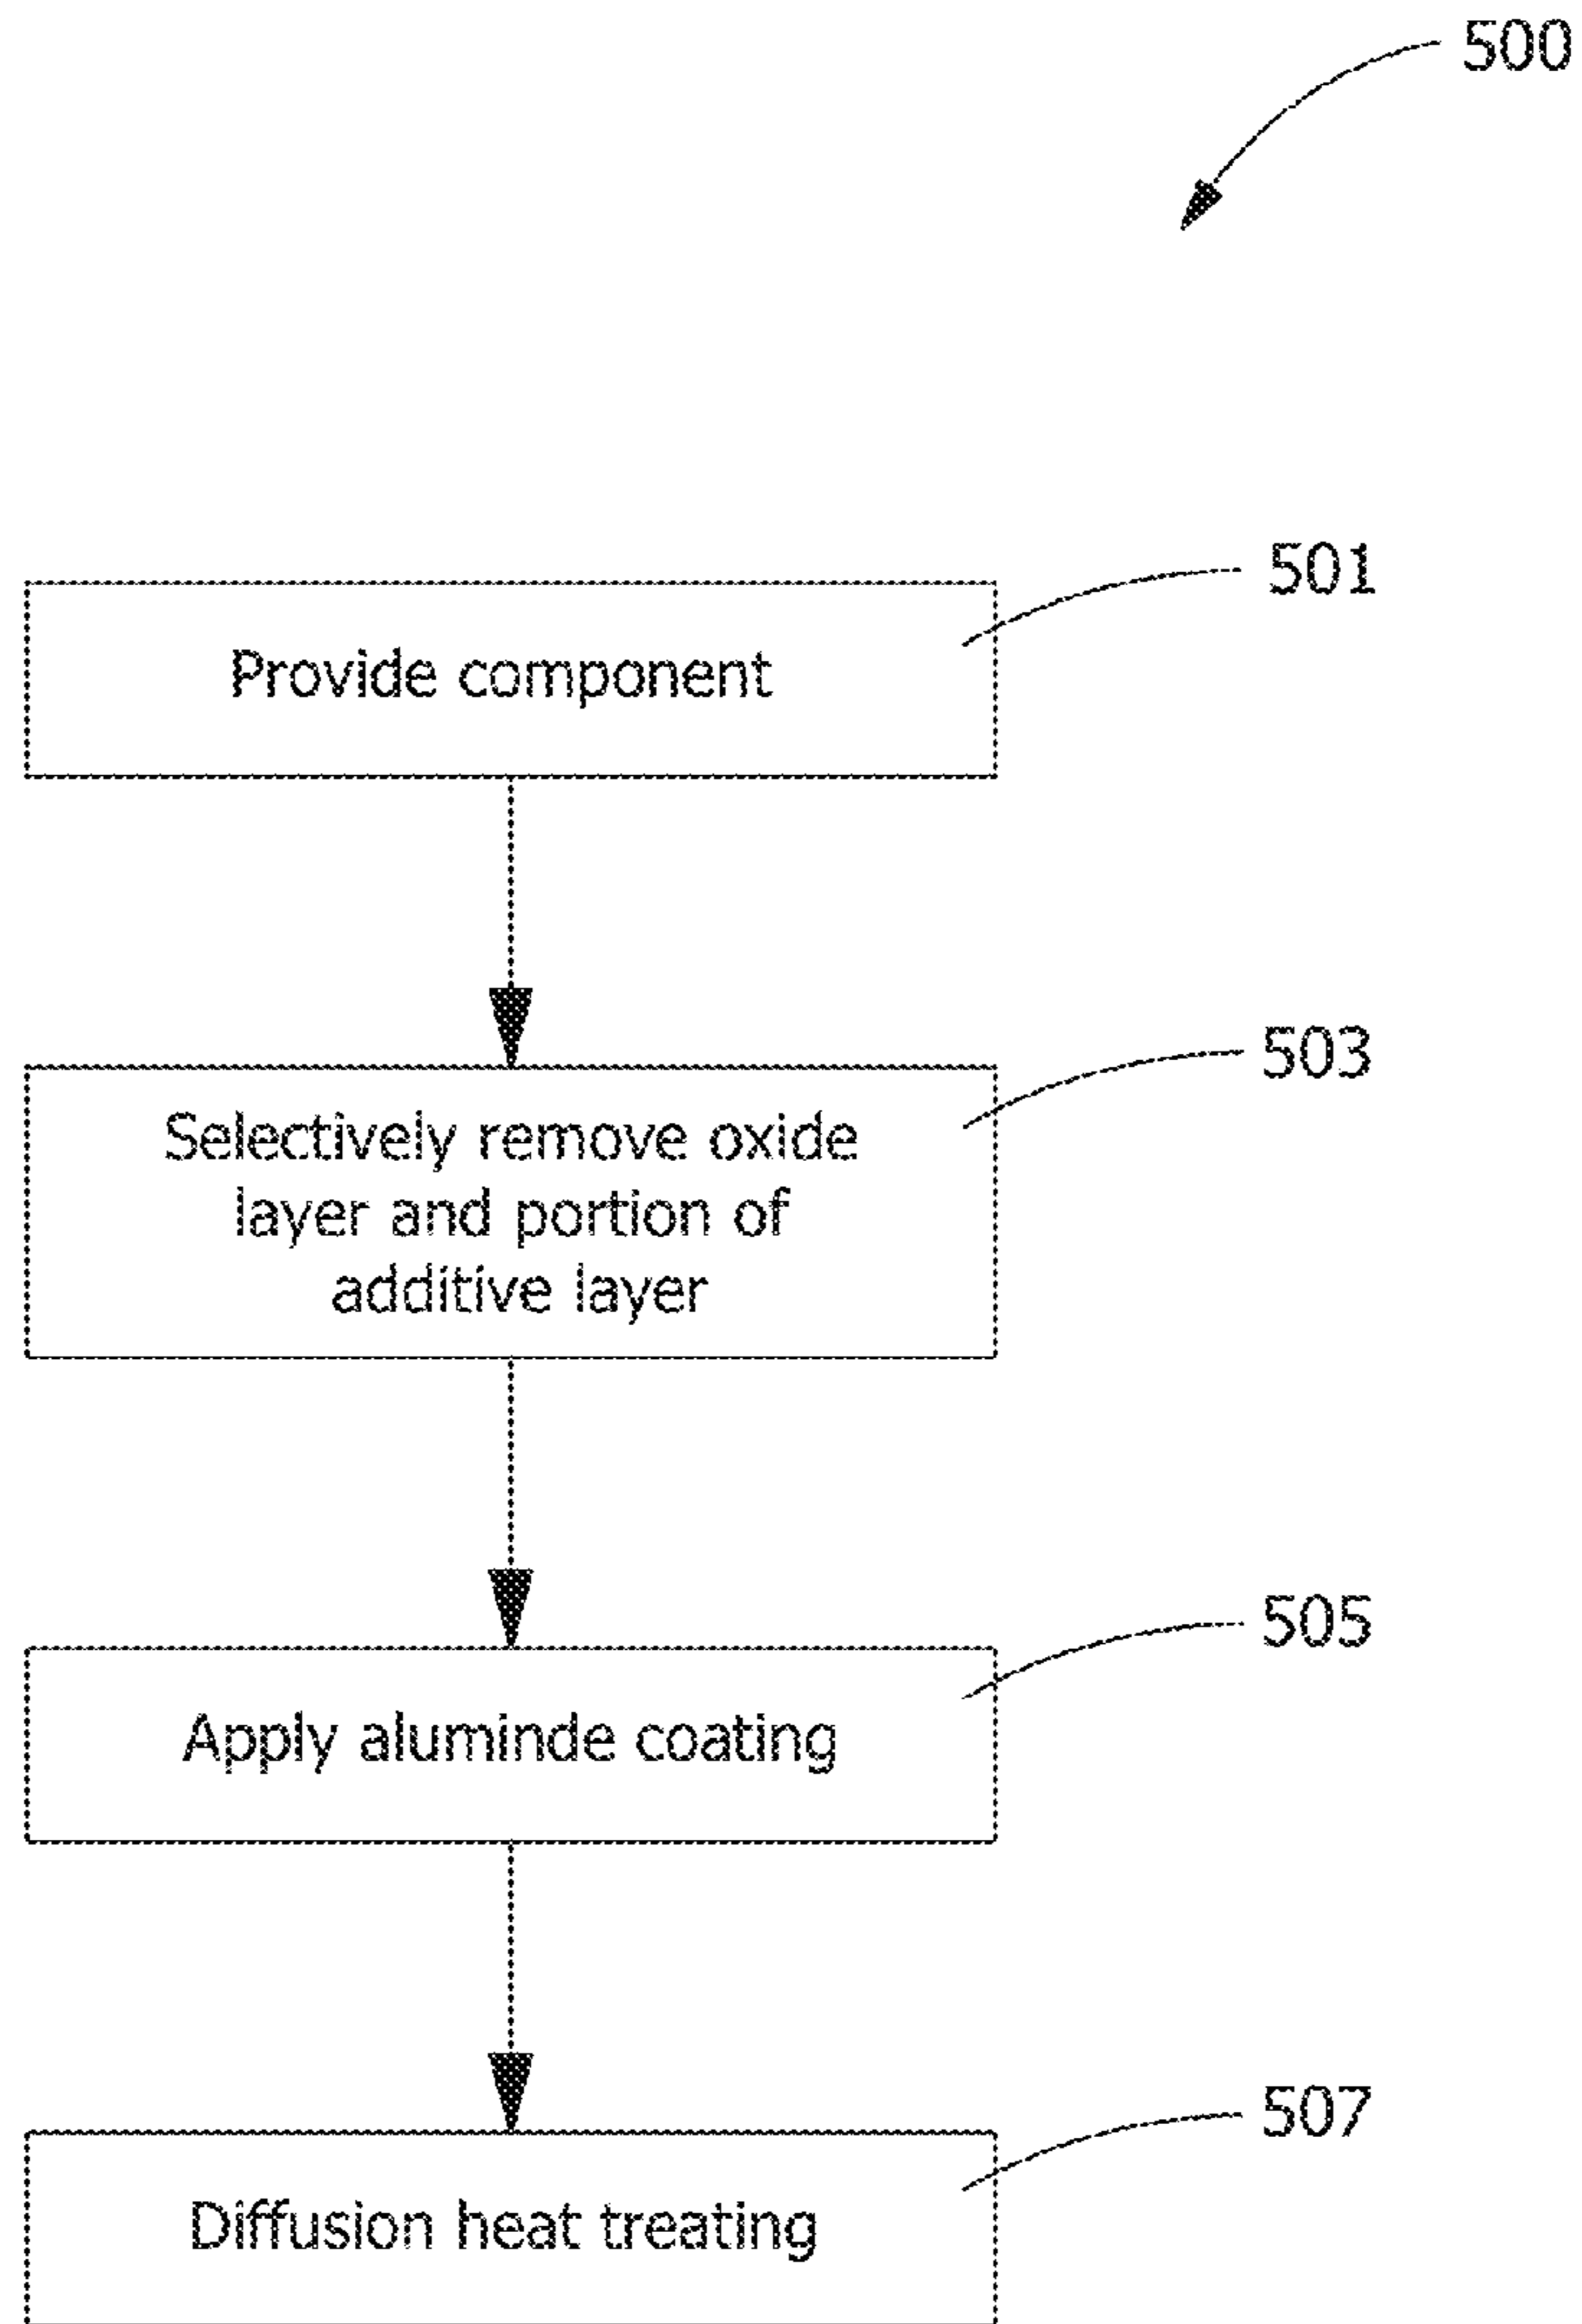 500
501
Provide component
503
Selectively remove oxide
layer and portion of
additive layer
505
Apply aluminde coating
507
Diffusion heat treating